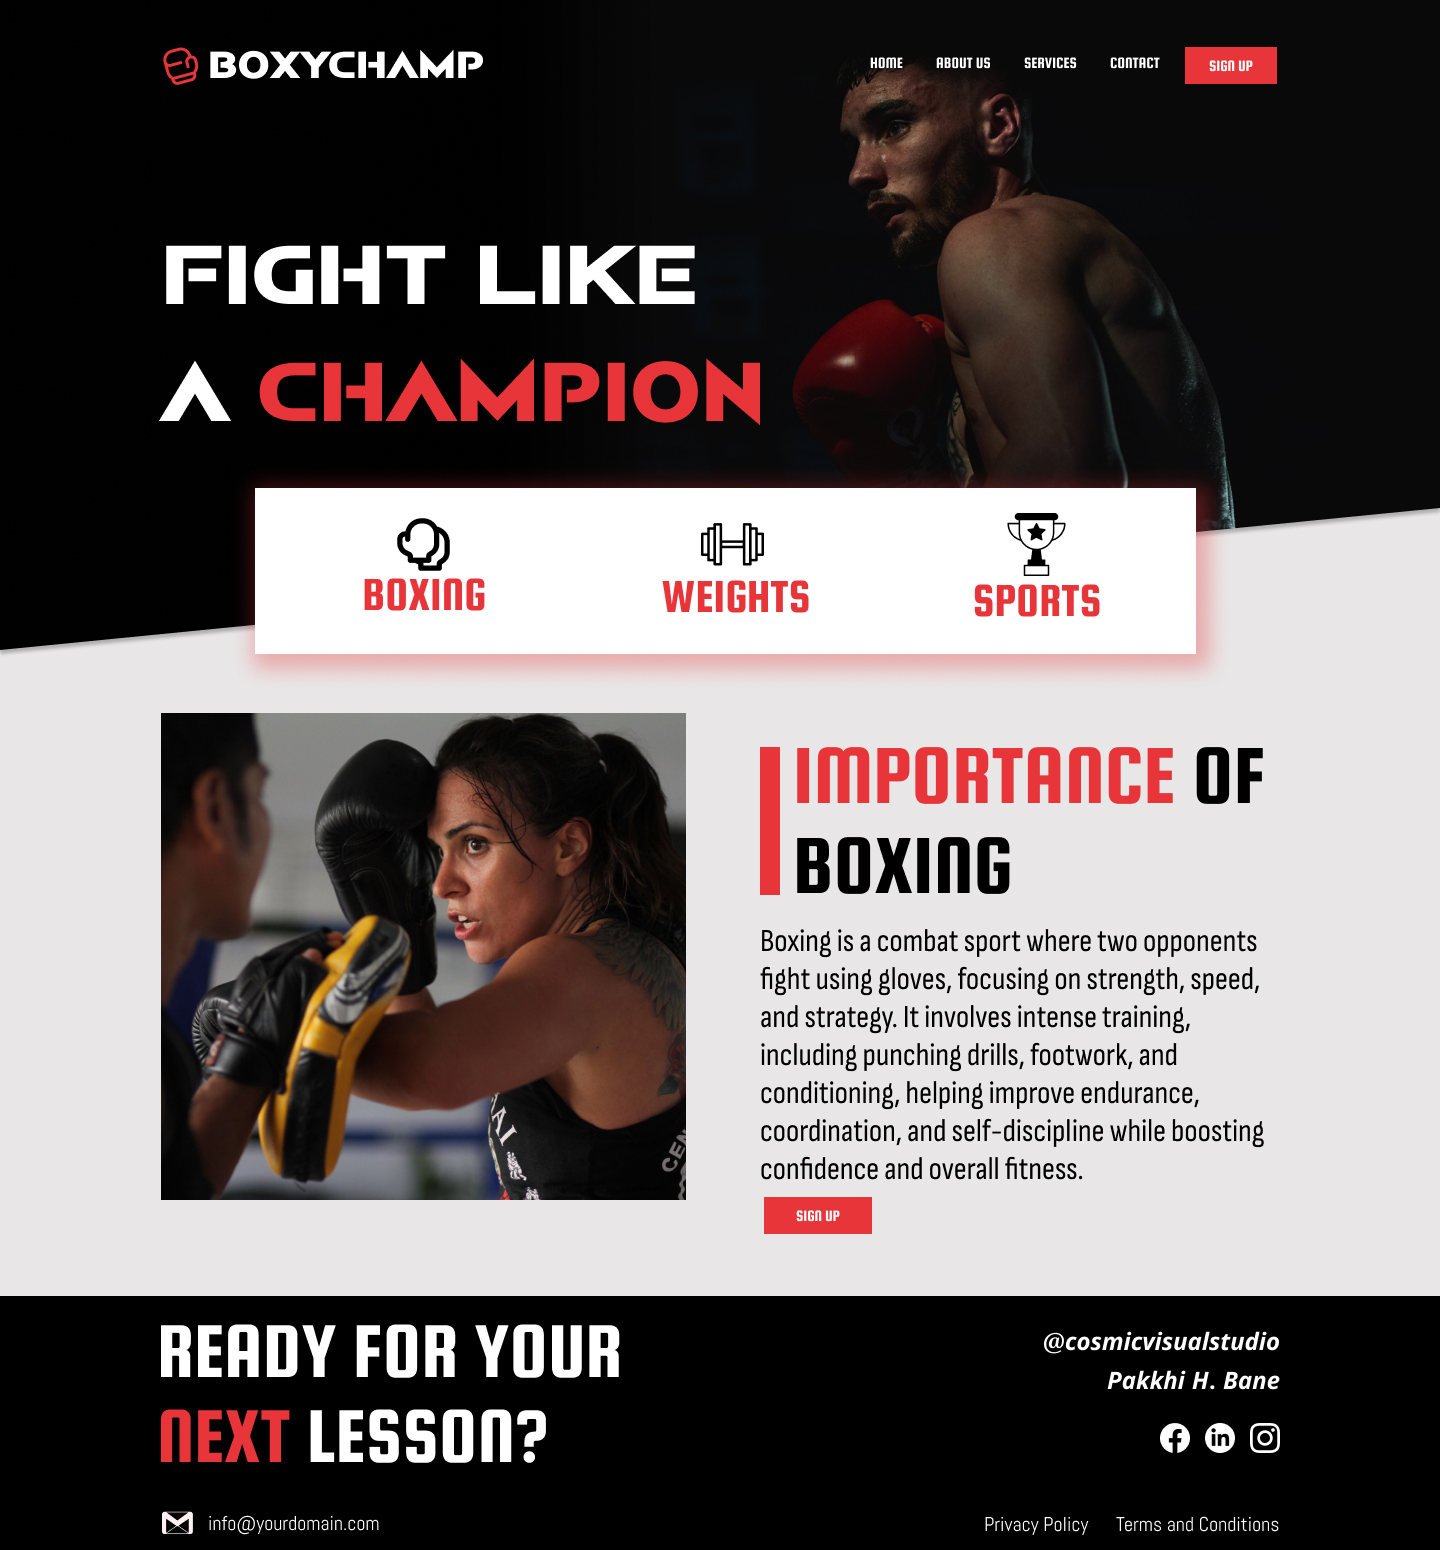 BOXYCHAMP
HOME ABOUT US SERVICES CONTACT SIGN UP
FIGHT LIKE
A CHAMPION
BOXING WEIGHTS SPORTS
IMPORTANCE OF
BOXING
Boxing is a combat sport where two opponents
fight using gloves, focusing on strength, speed,
and strategy. It involves intense training,
including punching drills, footwork, and
conditioning, helping improve endurance,
coordination, and self-discipline while boosting
confidence and overall fitness.
SIGN UP
READY FOR YOUR
NEXT LESSON?
@cosmicvisualstudio
Pakkhi H. Bane
in
info@yourdomain.com
Privacy Policy Terms and Conditions